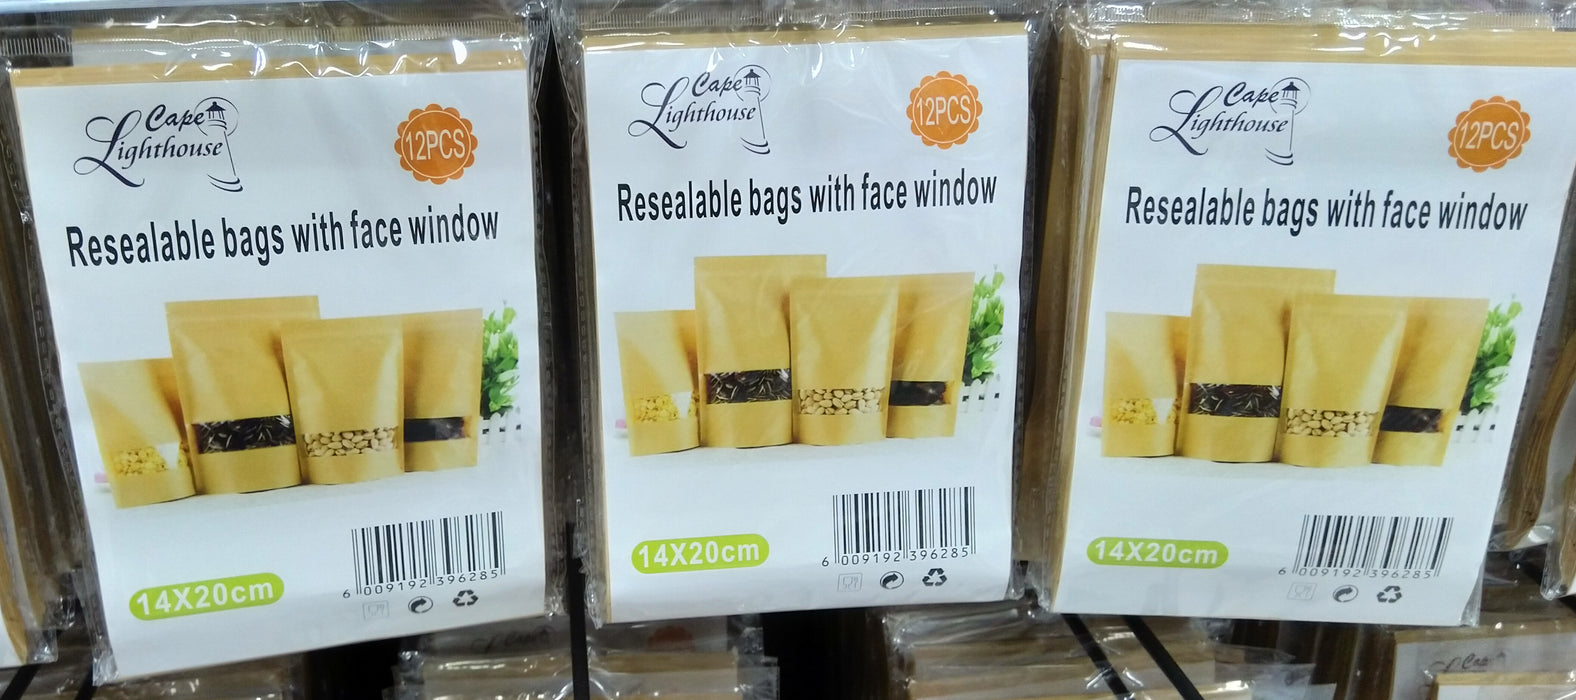 Cape
Lighthouse
12PCS
Resealable bags with face window
14X20cm
6 009192 396285
Cape
Lighthouse
12PCS
Resealable bags with face window
14X20cm
6 009192 396285
Cape
Lighthouse
12PCS
Resealable bags with face window
14X20cm
6 009192 396285
Cape